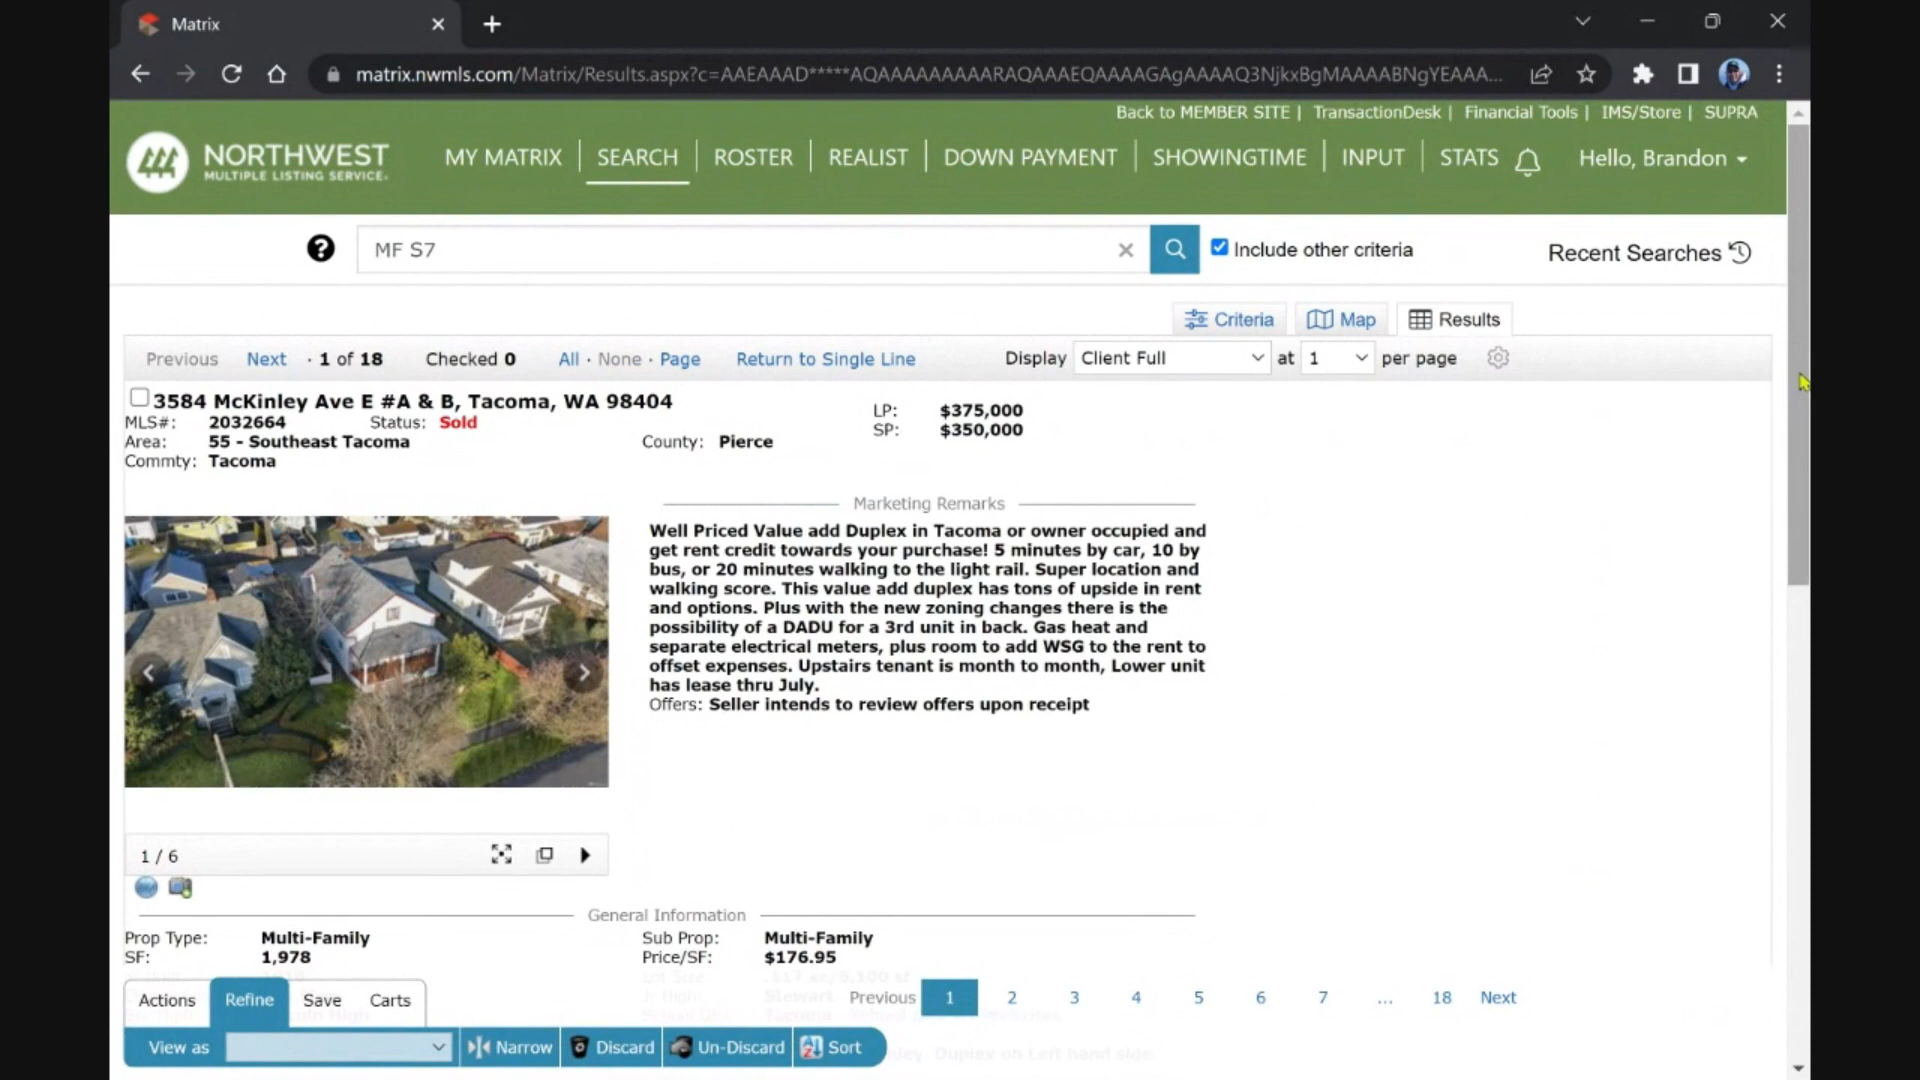 Matrix
matrix.nwmls.com/Matrix/Results.aspx?c=AAEAAAD*****AQAAAAAAAAARAQAAAEQAAAAGAgAAAAQ3NjkxBgMAAAABNgYEAAA...
Back to MEMBER SITE | TransactionDesk | Financial Tools | IMS/Store | SUPRA
NORTHWEST
MULTIPLE LISTING SERVICE.
MY MATRIX SEARCH ROSTER REALIST DOWN PAYMENT SHOWINGTIME INPUT STATS Hello, Brandon
MF S7
Include other criteria
Recent Searches
Criteria Map Results
Previous Next · 1 of 18 Checked 0 All · None · Page Return to Single Line Display Client Full at 1 per page
3584 McKinley Ave E #A & B, Tacoma, WA 98404
MLS#: 2032664 Status: Sold
Area: 55 - Southeast Tacoma County: Pierce
Commty: Tacoma
LP: $375,000
SP: $350,000
Marketing Remarks
Well Priced Value add Duplex in Tacoma or owner occupied and
get rent credit towards your purchase! 5 minutes by car, 10 by
bus, or 20 minutes walking to the light rail. Super location and
walking score. This value add duplex has tons of upside in rent
and options. Plus with the new zoning changes there is the
possibility of a DADU for a 3rd unit in back. Gas heat and
separate electrical meters, plus room to add WSG to the rent to
offset expenses. Upstairs tenant is month to month, Lower unit
has lease thru July.
Offers: Seller intends to review offers upon receipt
1 / 6
General Information
Prop Type: Multi-Family Sub Prop: Multi-Family
SF: 1,978 Price/SF: $176.95
Actions Refine Save Carts
Previous 1 2 3 4 5 6 7 ... 18 Next
View as Narrow Discard Un-Discard Sort